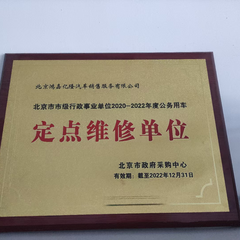 北京鸿嘉亿隆汽车销售服务有限公司
北京市市级行政事业单位2020-2022年度公务用车
定点维修单位
北京市政府采购中心
有效期：截至2022年12月31日